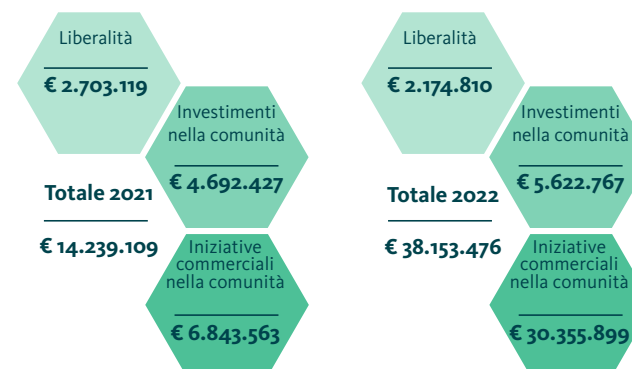 Liberalità
€ 2.703.119
Investimenti
nella comunità
€ 4.692.427
Totale 2021
€ 14.239.109
Iniziative
commerciali
nella comunità
€ 6.843.563
Liberalità
€ 2.174.810
Investimenti
nella comunità
€ 5.622.767
Totale 2022
€ 38.153.476
Iniziative
commerciali
nella comunità
€ 30.355.899